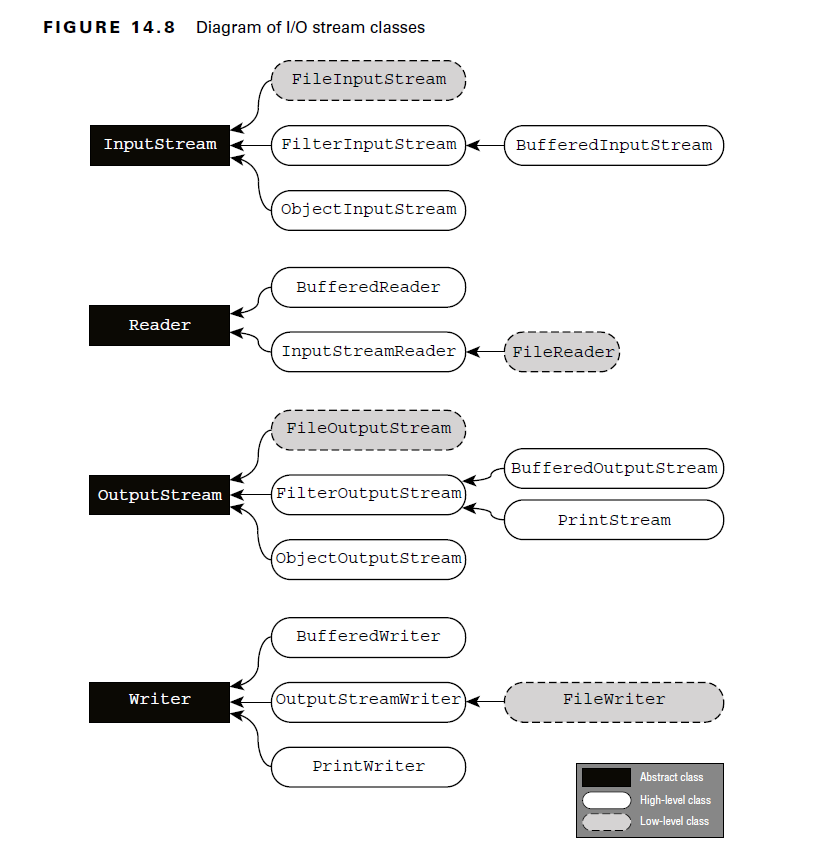 FIGURE 14.8 Diagram of I/O stream classes
FileInputStream
InputStream
FilterInputStream
BufferedInputStream
ObjectInputStream
BufferedReader
Reader
InputStreamReader
FileReader
FileOutputStream
OutputStream
FilterOutputStream
BufferedOutputStream
PrintStream
ObjectOutputStream
BufferedWriter
Writer
OutputStreamWriter
FileWriter
PrintWriter
Abstract class
High-level class
Low-level class